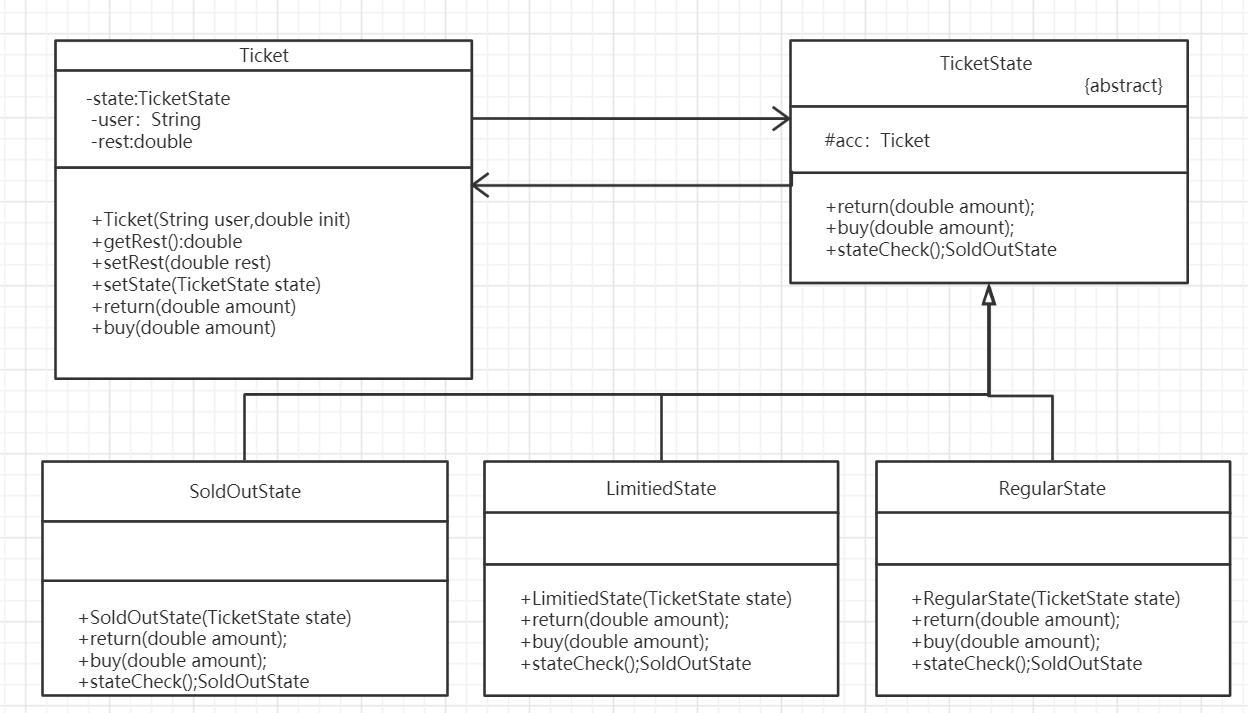 Ticket
-state:TicketState
-user：String
-rest:double
+Ticket(String user,double init)
+getRest():double
+setRest(double rest)
+setState(TicketState state)
+return(double amount)
+buy(double amount)
TicketState
{abstract}
#acc：Ticket
+return(double amount);
+buy(double amount);
+stateCheck();SoldOutState
SoldOutState
+SoldOutState(TicketState state)
+return(double amount);
+buy(double amount);
+stateCheck();SoldOutState
LimitiedState
+LimitiedState(TicketState state)
+return(double amount);
+buy(double amount);
+stateCheck();SoldOutState
RegularState
+RegularState(TicketState state)
+return(double amount);
+buy(double amount);
+stateCheck();SoldOutState